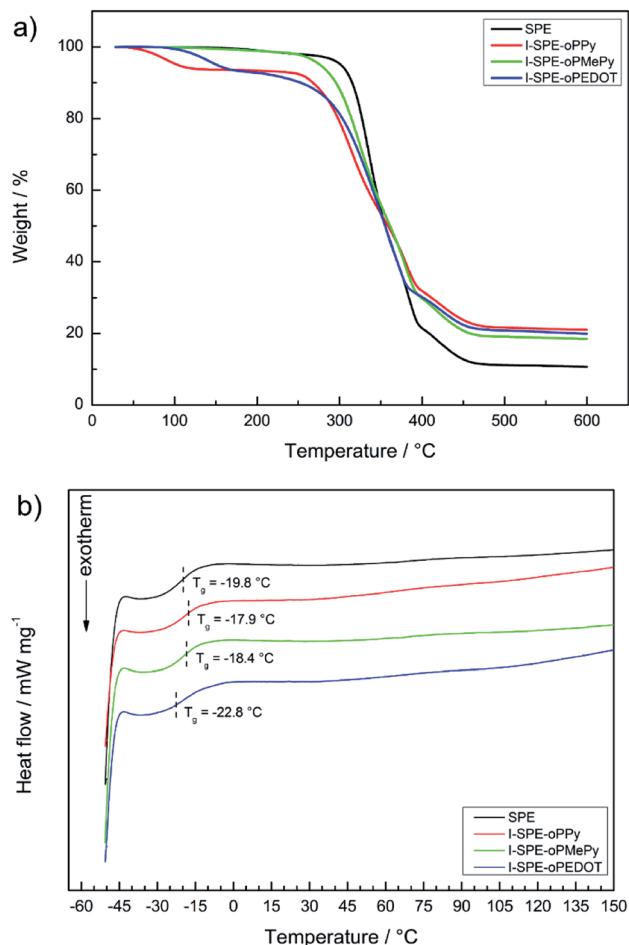 a)
SPE
I-SPE-oPPy
I-SPE-oPMePy
I-SPE-oPEDOT
100
80
60
40
20
0
Weight / %
0 100 200 300 400 500 600
Temperature / °C
b)
exotherm
Tg = -19.8 °C
Tg = -17.9 °C
Tg = -18.4 °C
Tg = -22.8 °C
Heat flow / mW mg-1
SPE
I-SPE-oPPy
I-SPE-oPMePy
I-SPE-oPEDOT
-60 -45 -30 -15 0 15 30 45 60 75 90 105 120 135 150
Temperature / °C